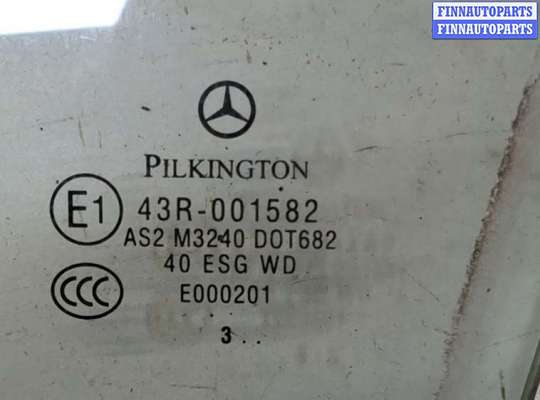 FINNAUTOPARTS
FINNAUTOPARTS
PILKINGTON
E1 43R-001582
AS2 M3240 DOT682
40 ESG WD
CCC E000201
3..